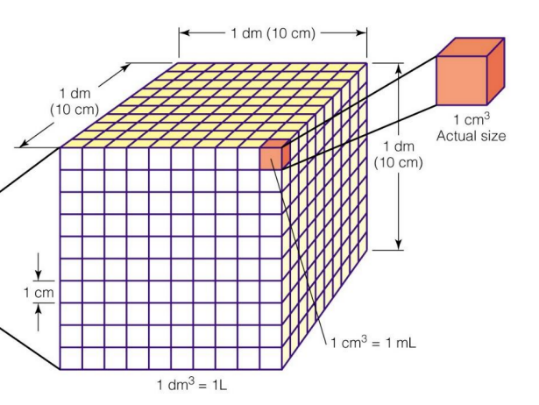 1 dm (10 cm)
1 dm
(10 cm)
1 cm³
Actual size
1 dm
(10 cm)
1 cm
1 cm³ = 1 mL
1 dm³ = 1L